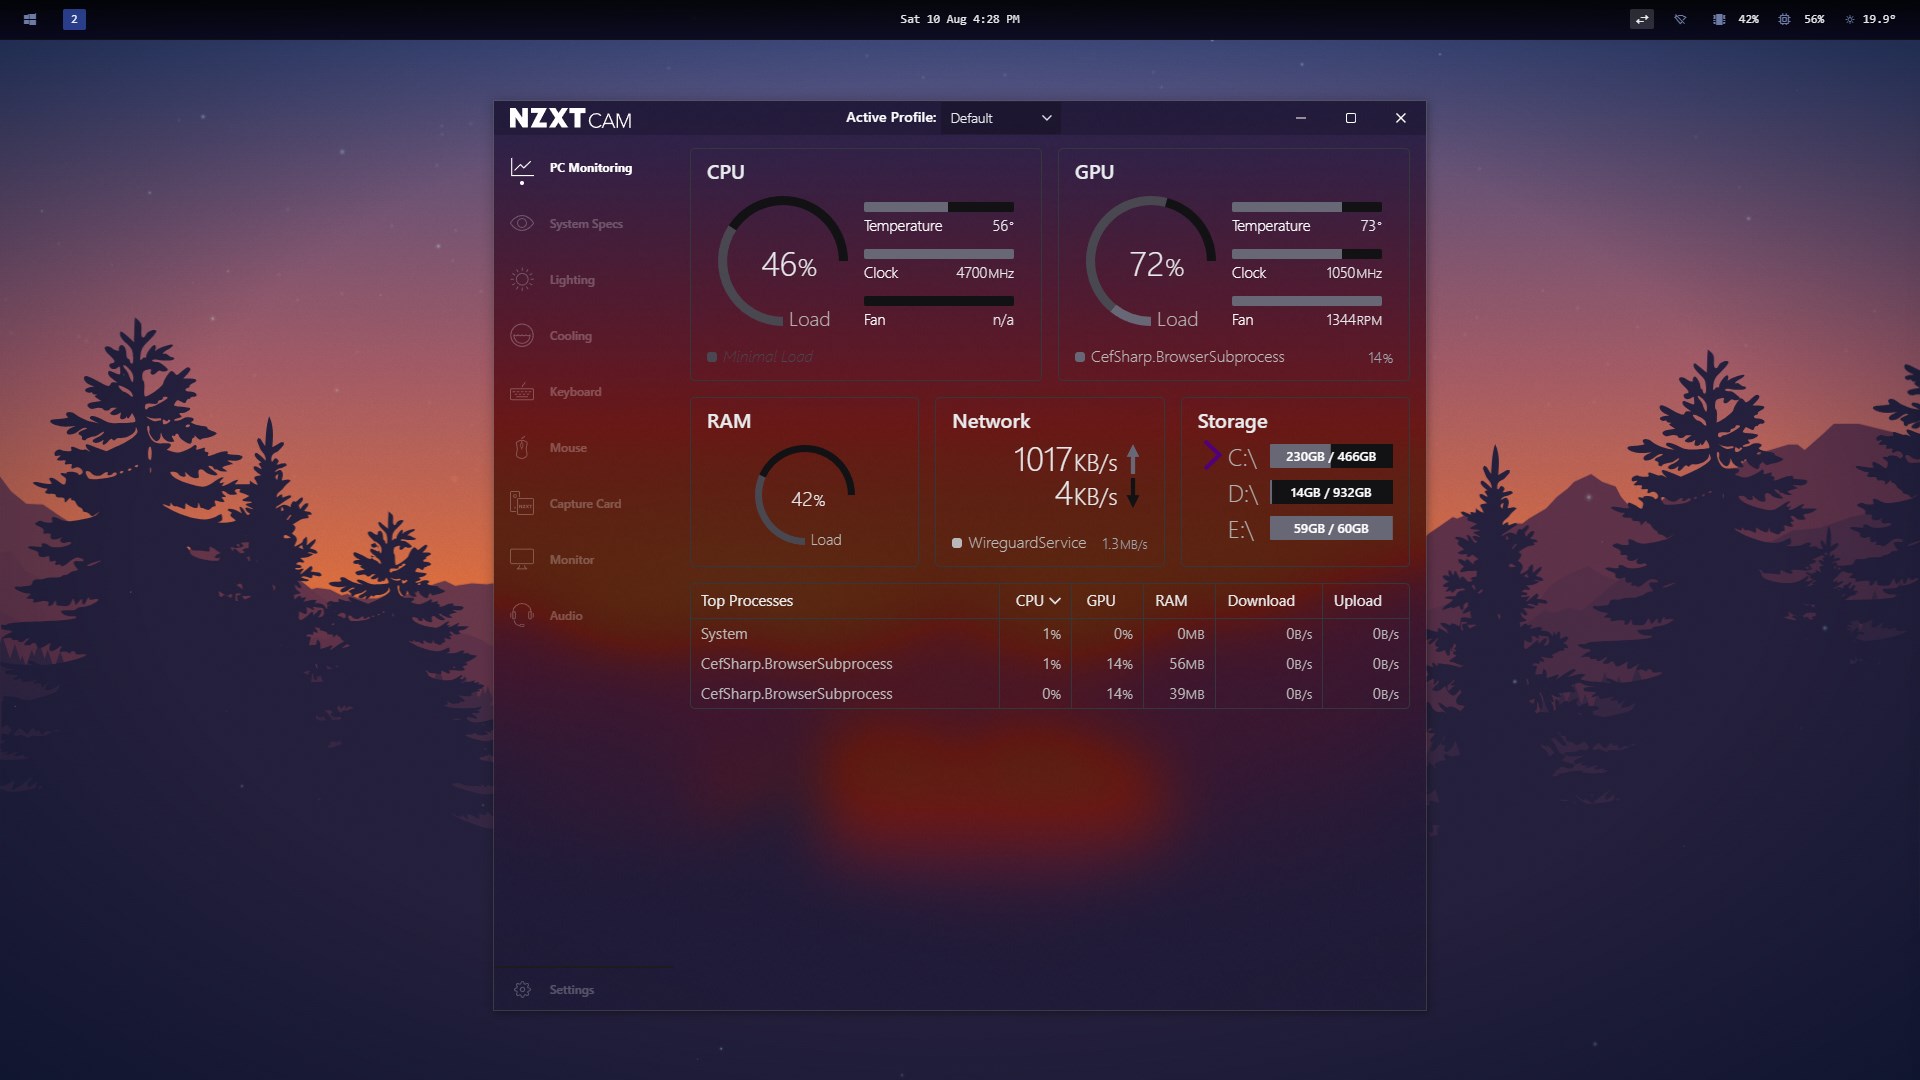 2
Sat 10 Aug 4:28 PM
42%
56%
19.9°
NZXT CAM
Active Profile: Default
PC Monitoring
System Specs
Lighting
Cooling
Keyboard
Mouse
Capture Card
Monitor
Audio
Settings
CPU
46%
Load
Temperature 56°
Clock 4700MHz
Fan n/a
Minimal Load
GPU
72%
Load
Temperature 73°
Clock 1050MHz
Fan 1344RPM
CefSharp.BrowserSubprocess 14%
RAM
42%
Load
Network
1017KB/s
4KB/s
WireguardService 1.3MB/s
Storage
C:\ 230GB / 466GB
D:\ 14GB / 932GB
E:\ 59GB / 60GB
Top Processes CPU GPU RAM Download Upload
System 1% 0% 0MB 0B/s 0B/s
CefSharp.BrowserSubprocess 1% 14% 56MB 0B/s 0B/s
CefSharp.BrowserSubprocess 0% 14% 39MB 0B/s 0B/s